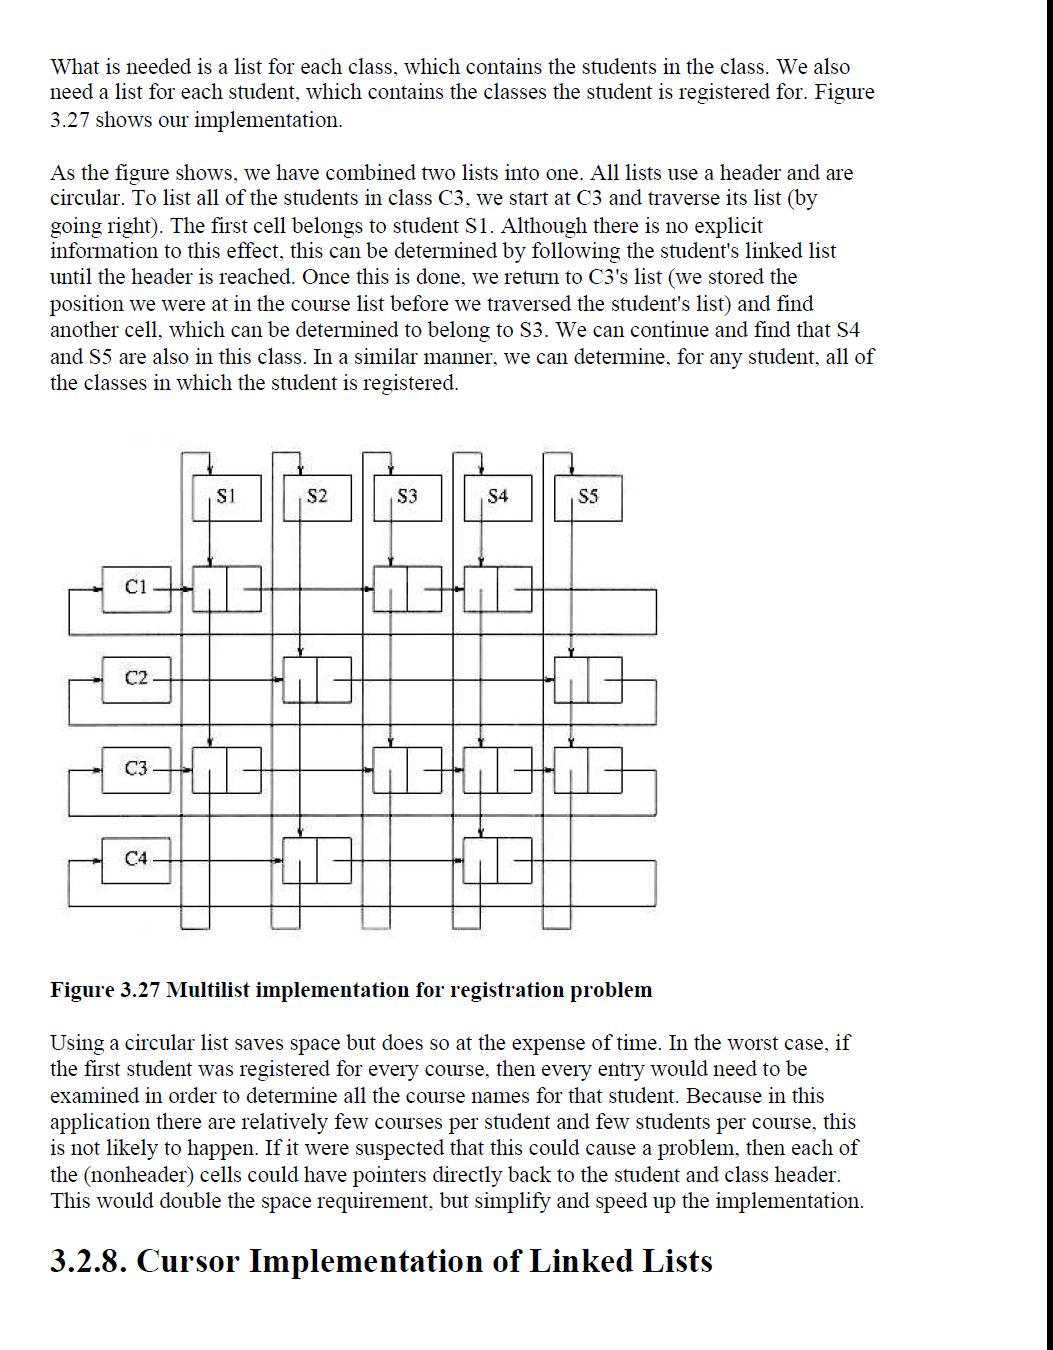 What is needed is a list for each class, which contains the students in the class. We also
need a list for each student, which contains the classes the student is registered for. Figure
3.27 shows our implementation.
As the figure shows, we have combined two lists into one. All lists use a header and are
circular. To list all of the students in class C3, we start at C3 and traverse its list (by
going right). The first cell belongs to student S1. Although there is no explicit
information to this effect, this can be determined by following the student's linked list
until the header is reached. Once this is done, we return to C3's list (we stored the
position we were at in the course list before we traversed the student's list) and find
another cell, which can be determined to belong to S3. We can continue and find that S4
and S5 are also in this class. In a similar manner, we can determine, for any student, all of
the classes in which the student is registered.
S1 S2 S3 S4 S5
C1
C2
C3
C4
Figure 3.27 Multilist implementation for registration problem
Using a circular list saves space but does so at the expense of time. In the worst case, if
the first student was registered for every course, then every entry would need to be
examined in order to determine all the course names for that student. Because in this
application there are relatively few courses per student and few students per course, this
is not likely to happen. If it were suspected that this could cause a problem, then each of
the (nonheader) cells could have pointers directly back to the student and class header.
This would double the space requirement, but simplify and speed up the implementation.
3.2.8. Cursor Implementation of Linked Lists